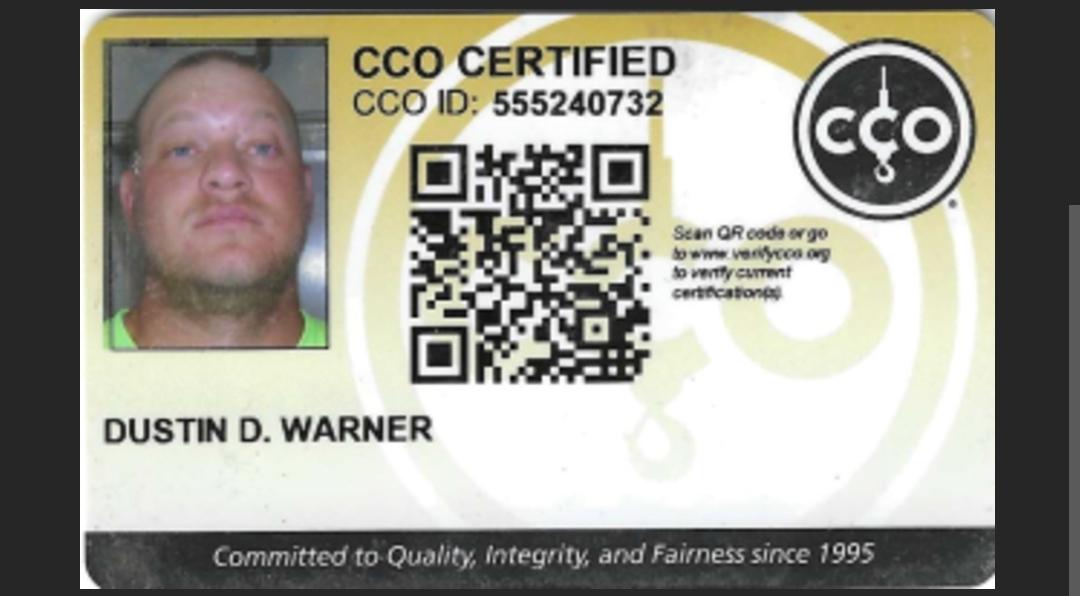 CCO CERTIFIED
CCO ID: 555240732
CCO
Scan QR code or go
to www.verifycco.org
to verify current
certification(s).
DUSTIN D. WARNER
Committed to Quality, Integrity, and Fairness since 1995